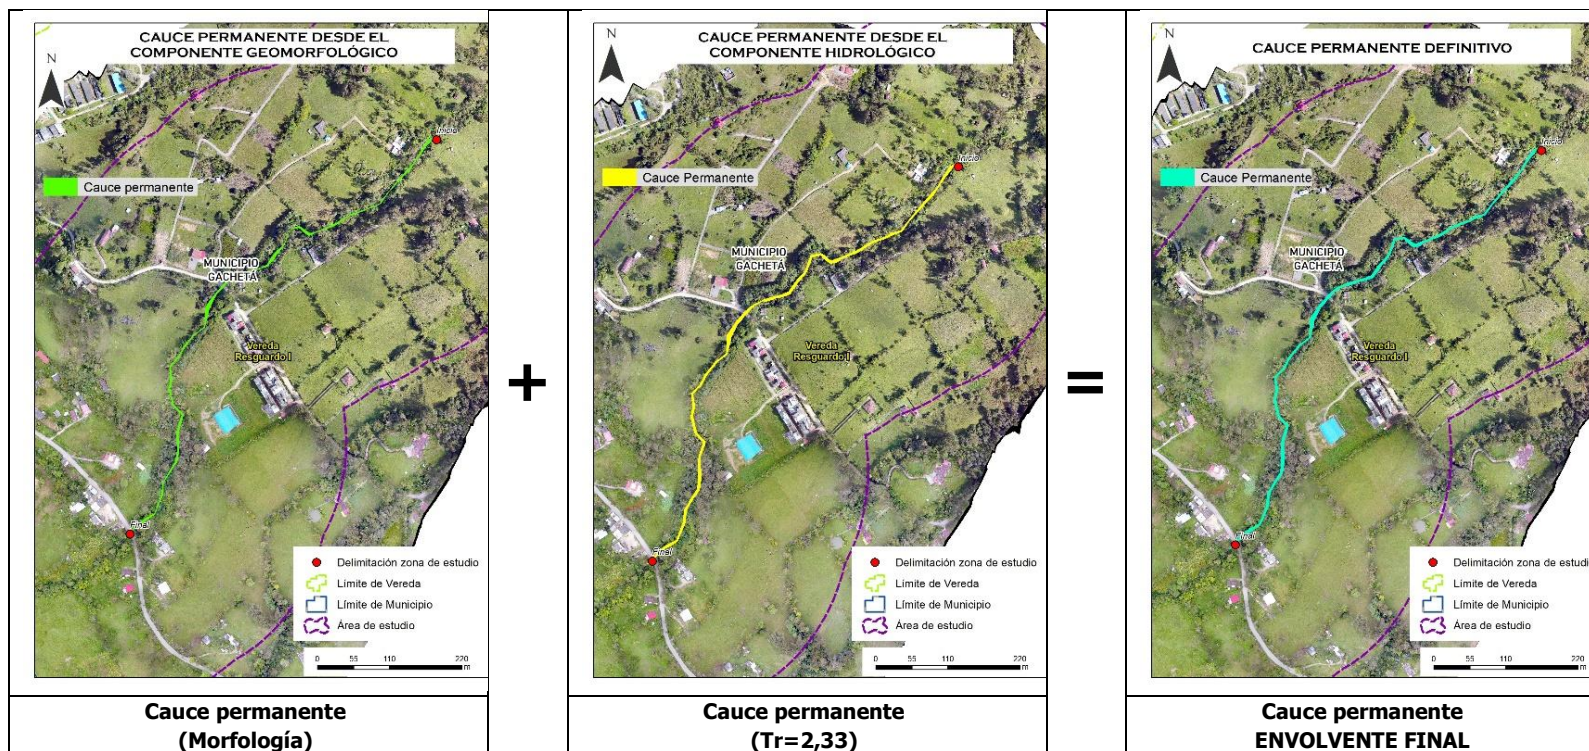 CAUCE PERMANENTE DESDE EL
COMPONENTE GEOMORFOLÓGICO
N
Inicio
Cauce permanente
MUNICIPIO
GACHETÁ
Vereda
Resguardo I
Final
Delimitación zona de estudio
Límite de Vereda
Límite de Municipio
Área de estudio
0 55 110 220
m
Cauce permanente
(Morfología)
+
CAUCE PERMANENTE DESDE EL
COMPONENTE HIDROLÓGICO
N
Inicio
Cauce Permanente
MUNICIPIO
GACHETÁ
Vereda
Resguardo I
Final
Delimitación zona de estudio
Límite de Vereda
Límite de Municipio
Área de estudio
0 55 110 220
m
Cauce permanente
(Tr=2,33)
=
CAUCE PERMANENTE DEFINITIVO
N
Inicio
Cauce Permanente
MUNICIPIO
GACHETÁ
Vereda
Resguardo I
Final
Delimitación zona de estudio
Límite de Vereda
Límite de Municipio
Área de estudio
0 55 110 220
m
Cauce permanente
ENVOLVENTE FINAL